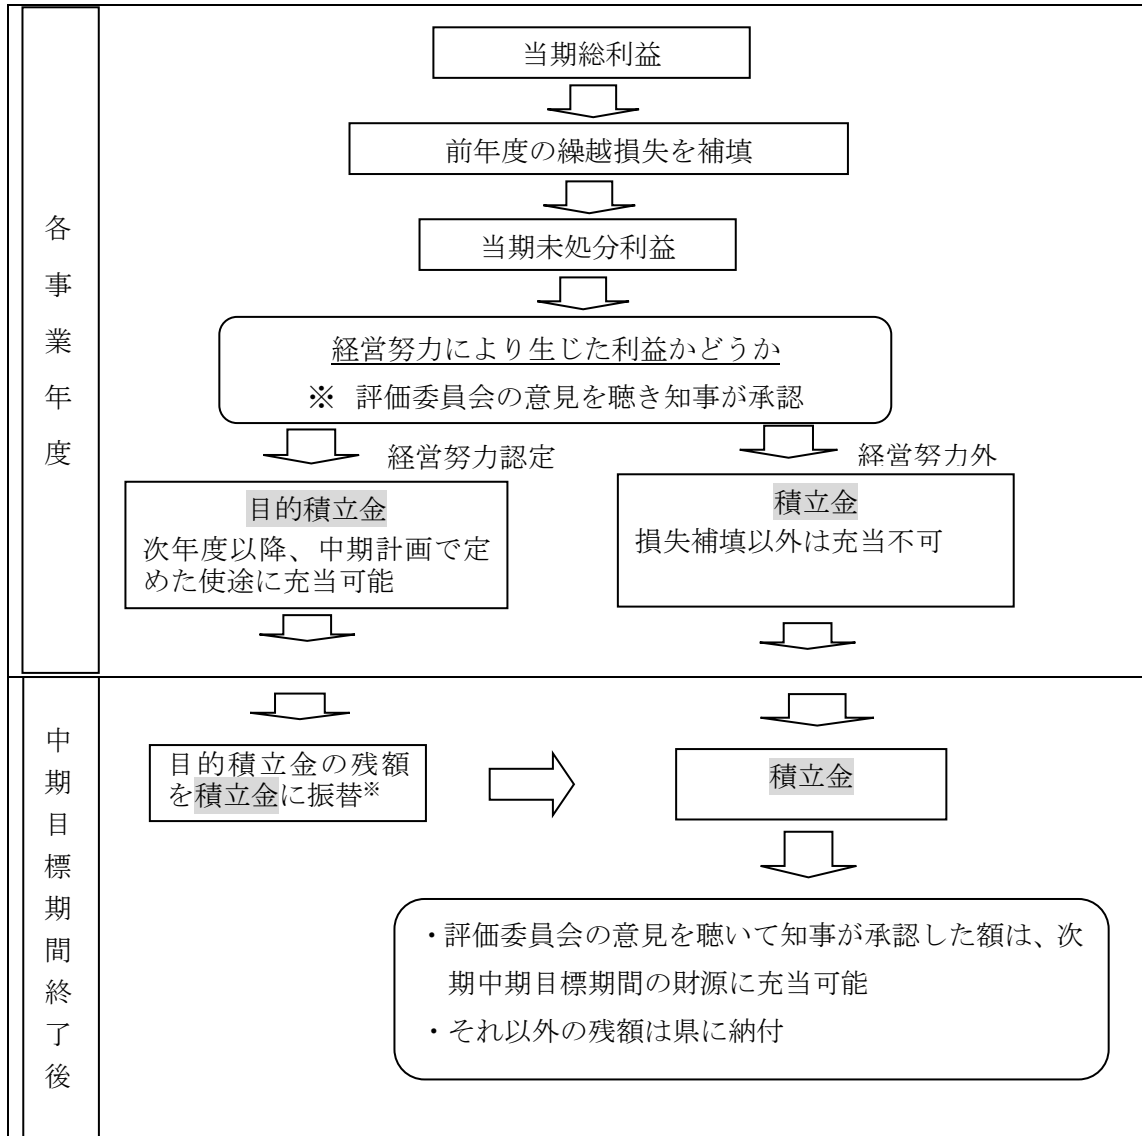 各事業年度
当期総利益
前年度の繰越損失を補填
当期未処分利益
経営努力により生じた利益かどうか
※ 評価委員会の意見を聴き知事が承認
経営努力認定
経営努力外
目的積立金
次年度以降、中期計画で定
めた使途に充当可能
積立金
損失補填以外は充当不可
中期目標期間終了後
目的積立金の残額
を積立金に振替※
積立金
・評価委員会の意見を聴いて知事が承認した額は、次
期中期目標期間の財源に充当可能
・それ以外の残額は県に納付